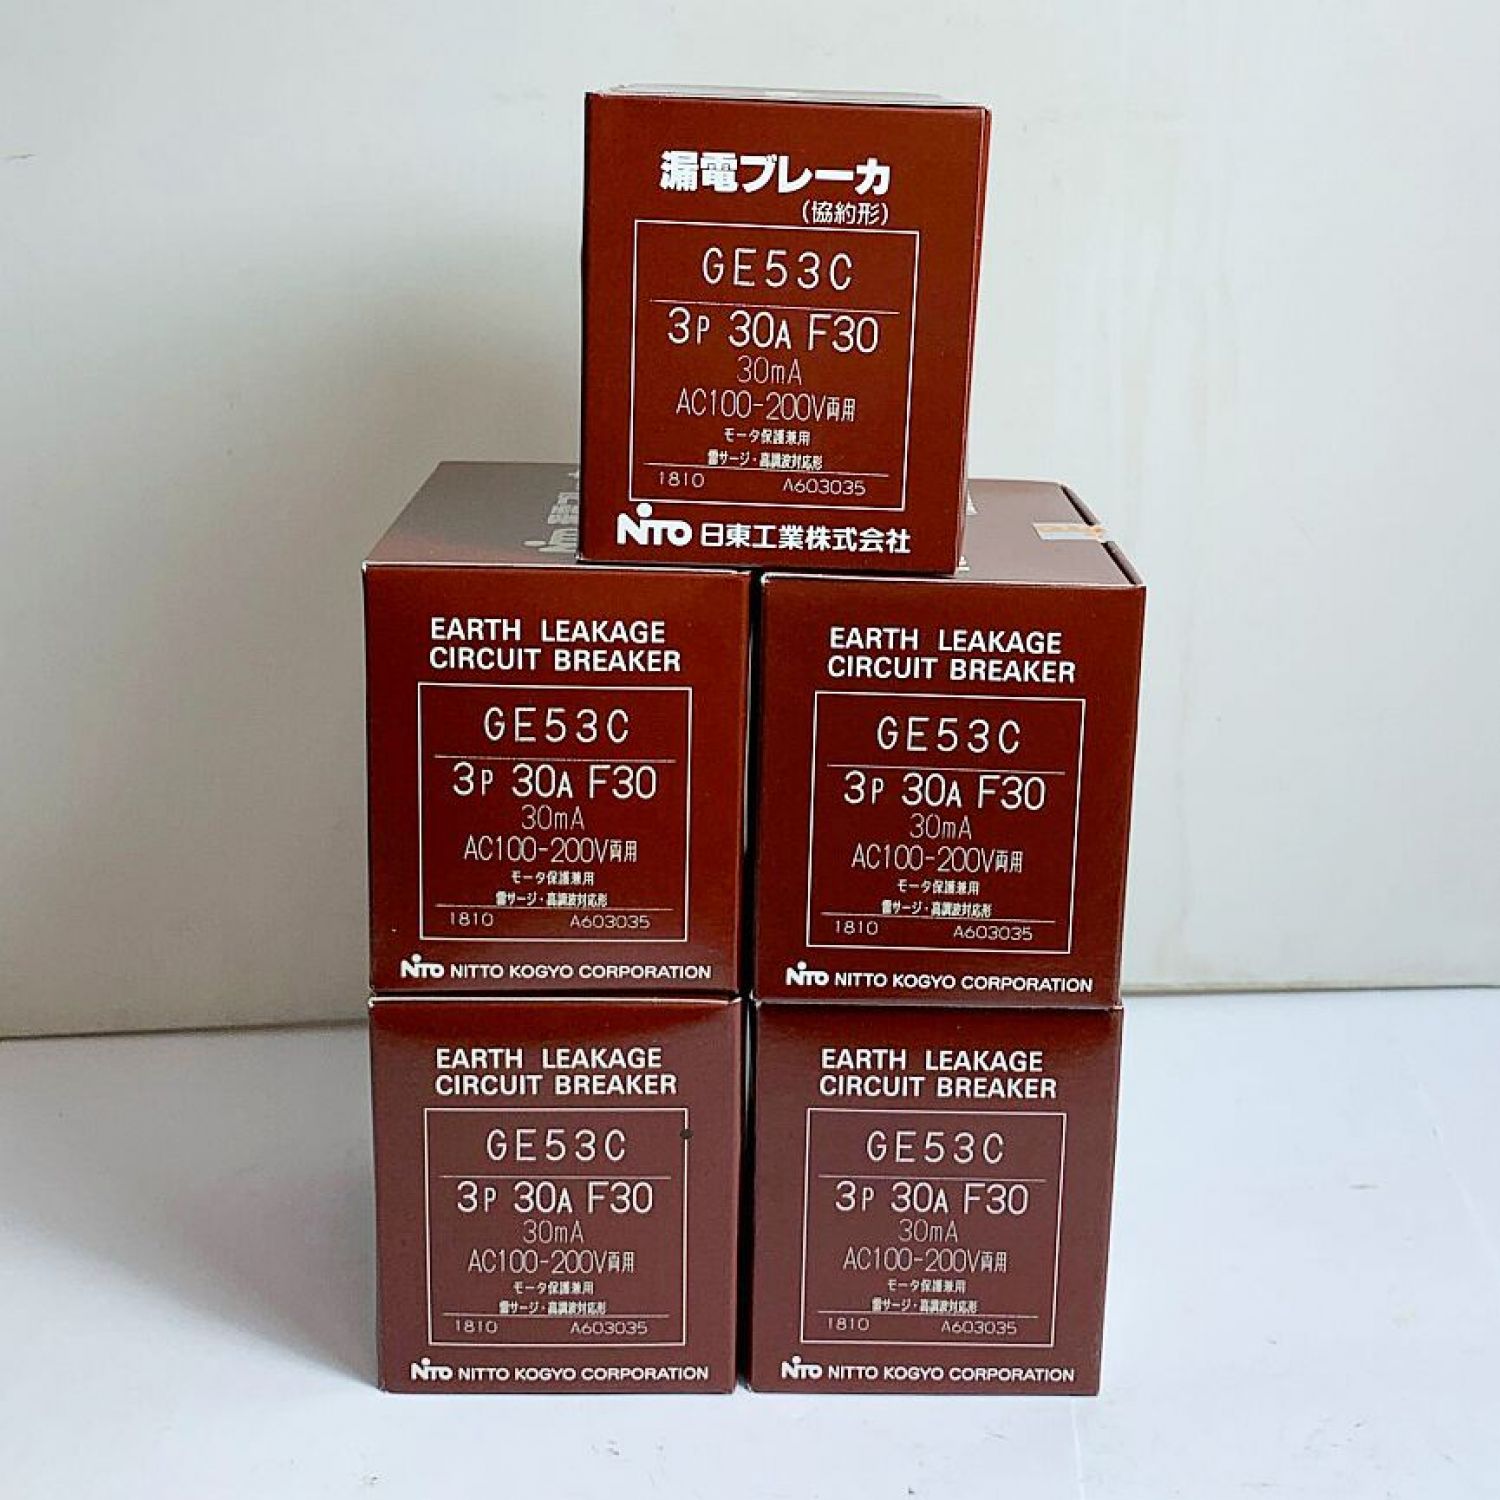 漏電ブレーカ
(協約形)
GE53C
3P 30A F30
30mA
AC100-200V両用
モータ保護兼用
雷サージ・高調波対応形
1810 A603035
NITO 日東工業株式会社
EARTH LEAKAGE
CIRCUIT BREAKER
GE53C
3P 30A F30
30mA
AC100-200V両用
モータ保護兼用
雷サージ・高調波対応形
1810 A603035
NITO NITTO KOGYO CORPORATION
EARTH LEAKAGE
CIRCUIT BREAKER
GE53C
3P 30A F30
30mA
AC100-200V両用
モータ保護兼用
雷サージ・高調波対応形
1810 A603035
NITO NITTO KOGYO CORPORATION
EARTH LEAKAGE
CIRCUIT BREAKER
GE53C
3P 30A F30
30mA
AC100-200V両用
モータ保護兼用
雷サージ・高調波対応形
1810 A603035
NITO NITTO KOGYO CORPORATION
EARTH LEAKAGE
CIRCUIT BREAKER
GE53C
3P 30A F30
30mA
AC100-200V両用
モータ保護兼用
雷サージ・高調波対応形
1810 A603035
NITO NITTO KOGYO CORPORATION